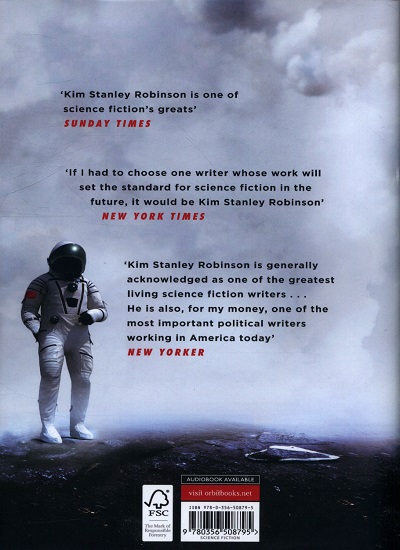 ‘Kim Stanley Robinson is one of
science fiction’s greats’
SUNDAY TIMES
‘If I had to choose one writer whose work will
set the standard for science fiction in the
future, it would be Kim Stanley Robinson’
NEW YORK TIMES
‘Kim Stanley Robinson is generally
acknowledged as one of the greatest
living science fiction writers . . .
He is also, for my money, one of the
most important political writers
working in America today’
NEW YORKER
AUDIOBOOK AVAILABLE
visit orbitbooks.net
FSC
The Mark of
Responsible
Forestry
ISBN 978-0-356-50879-5
9 780356 508795
SCIENCE FICTION